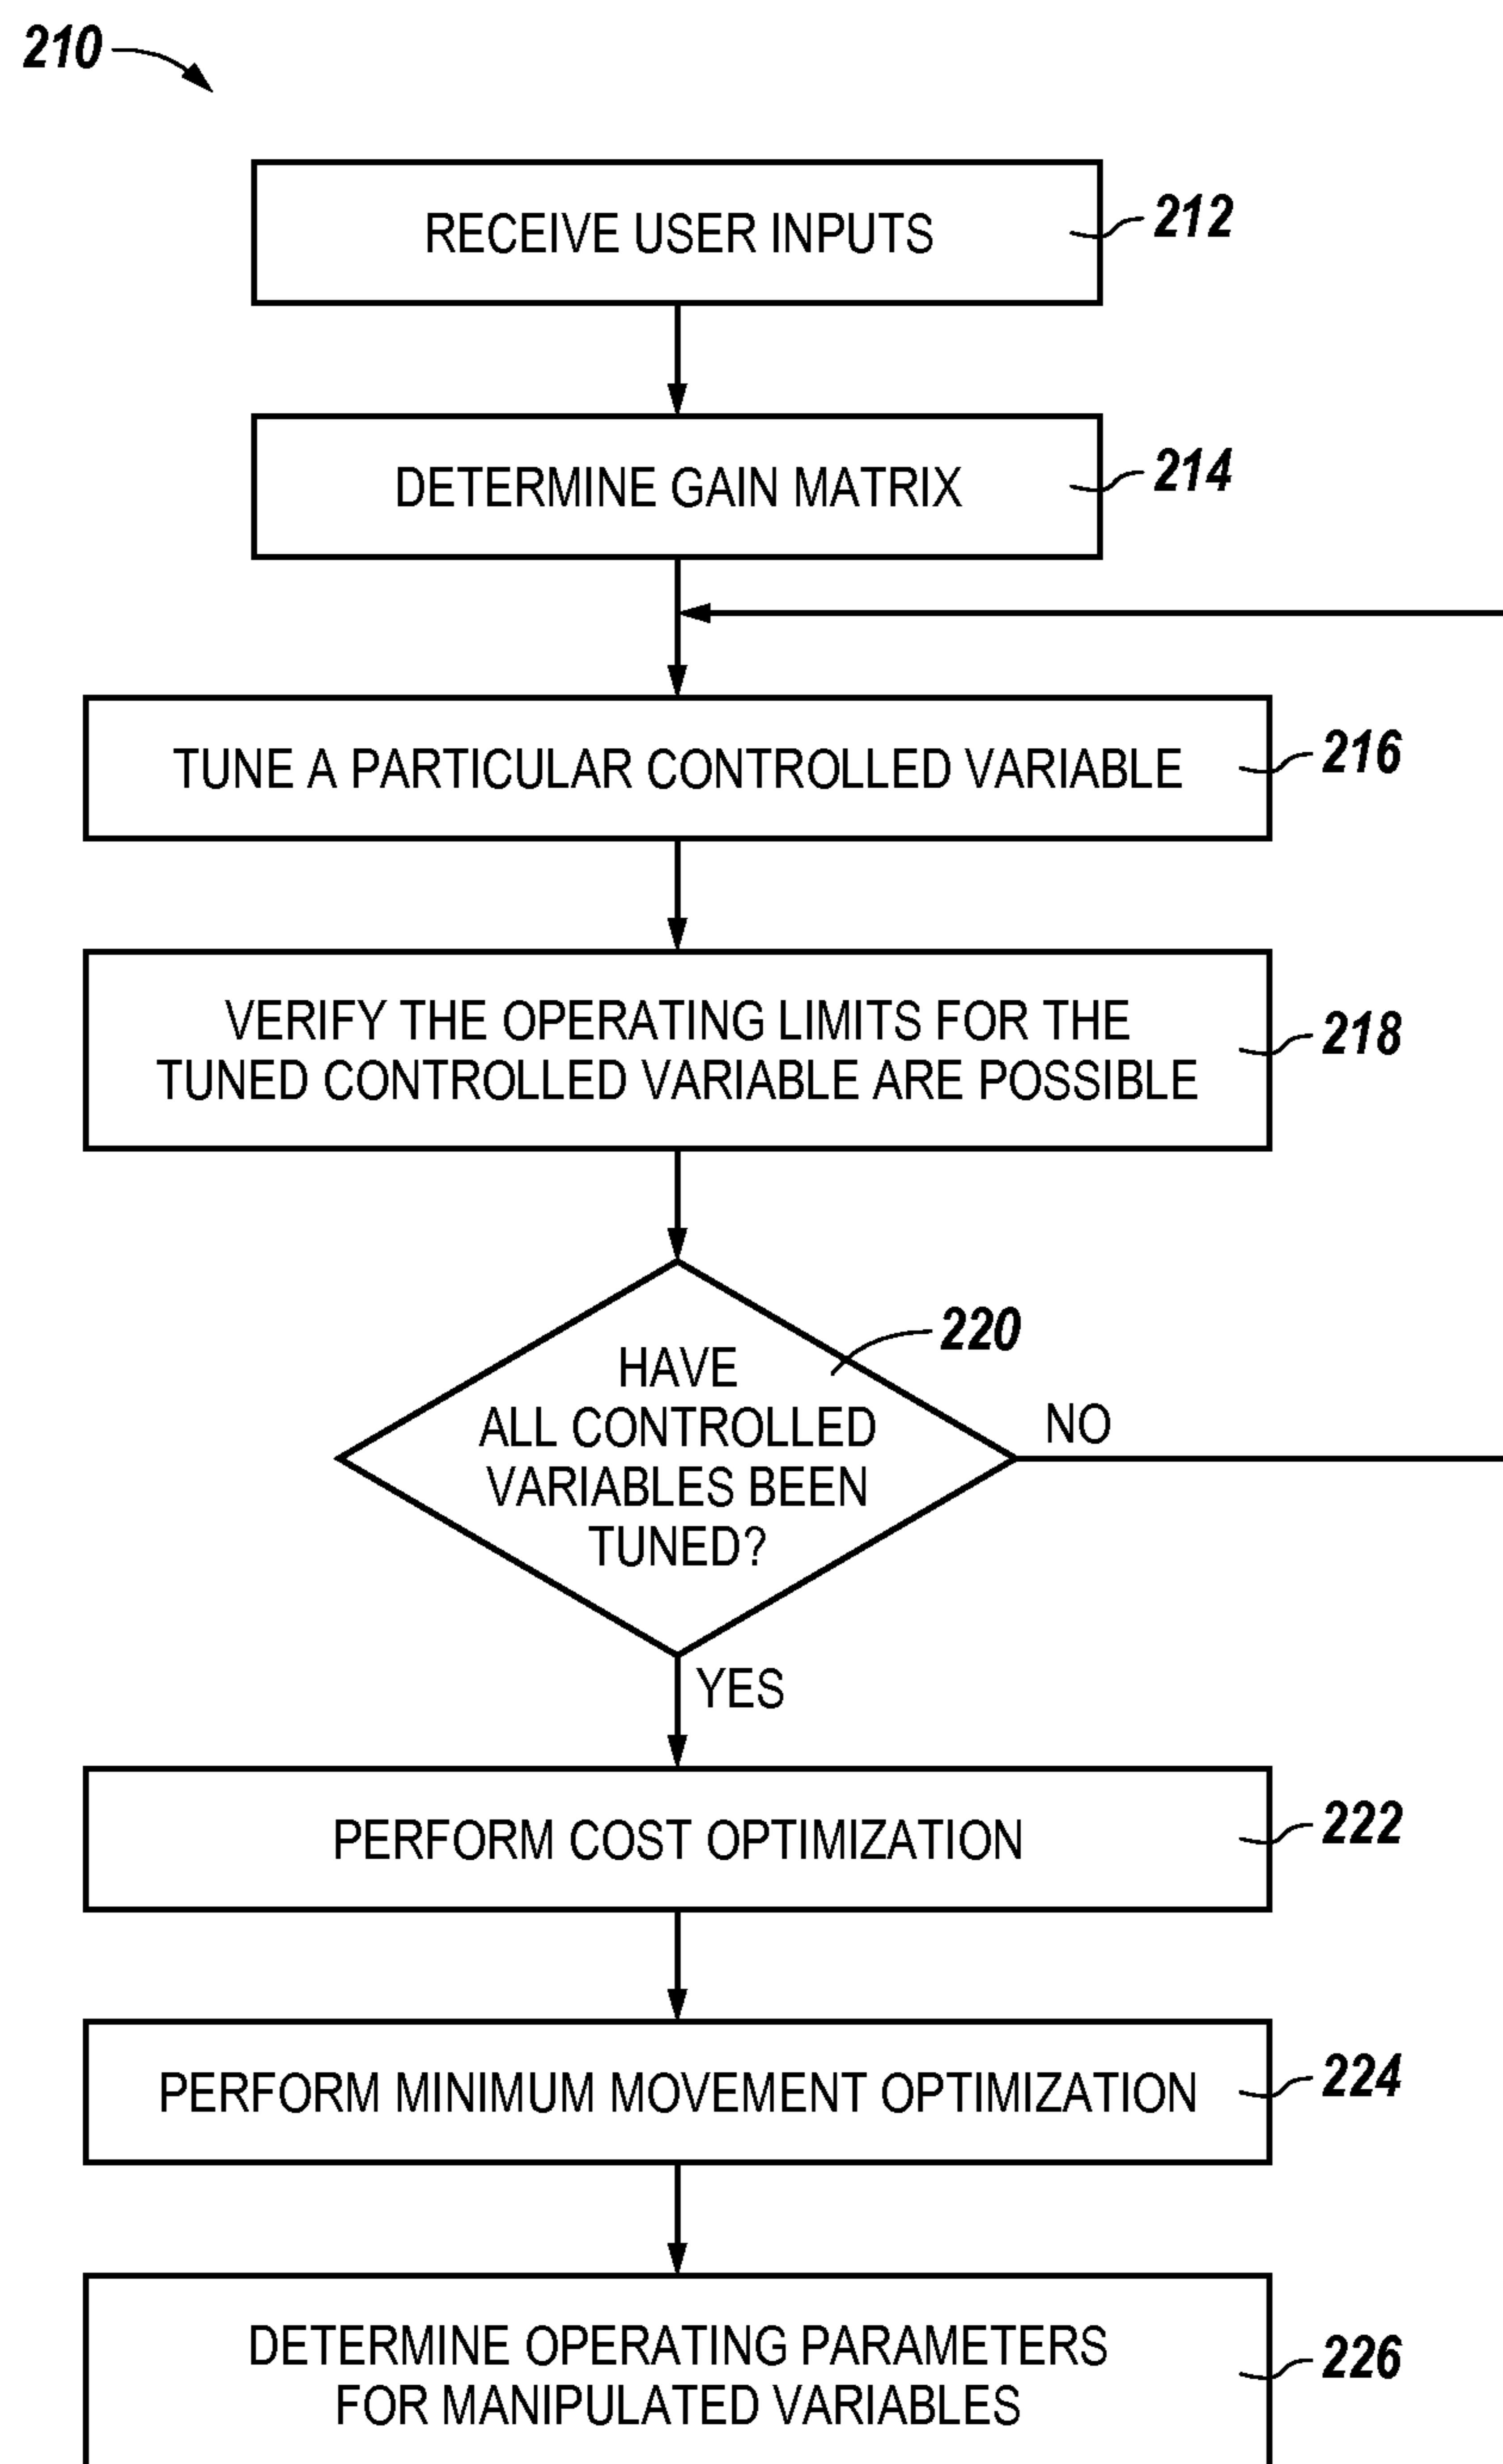 210
RECEIVE USER INPUTS
212
DETERMINE GAIN MATRIX
214
TUNE A PARTICULAR CONTROLLED VARIABLE
216
VERIFY THE OPERATING LIMITS FOR THE
TUNED CONTROLLED VARIABLE ARE POSSIBLE
218
220
HAVE
ALL CONTROLLED
VARIABLES BEEN
TUNED?
NO
YES
PERFORM COST OPTIMIZATION
222
PERFORM MINIMUM MOVEMENT OPTIMIZATION
224
DETERMINE OPERATING PARAMETERS
FOR MANIPULATED VARIABLES
226